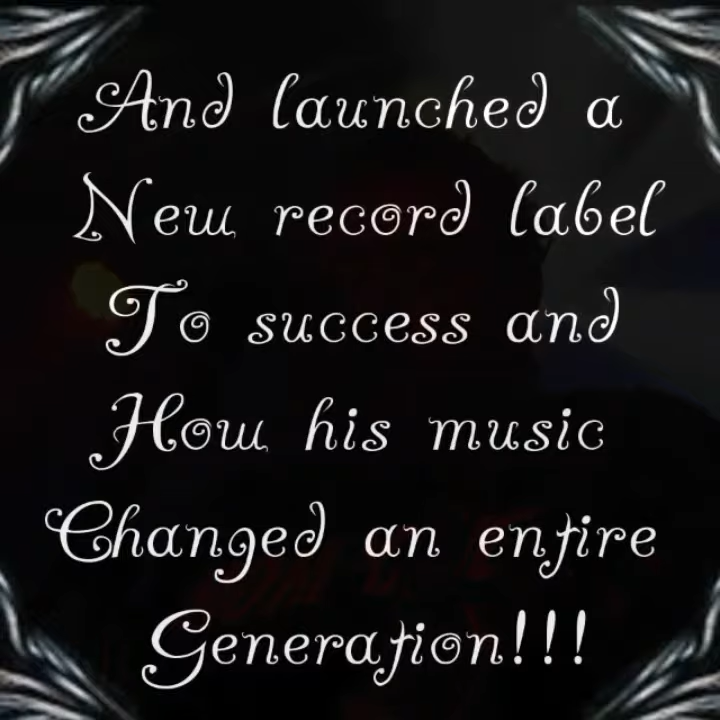 And launched a
New record label
To success and
How his music
Changed an entire
Generation!!!